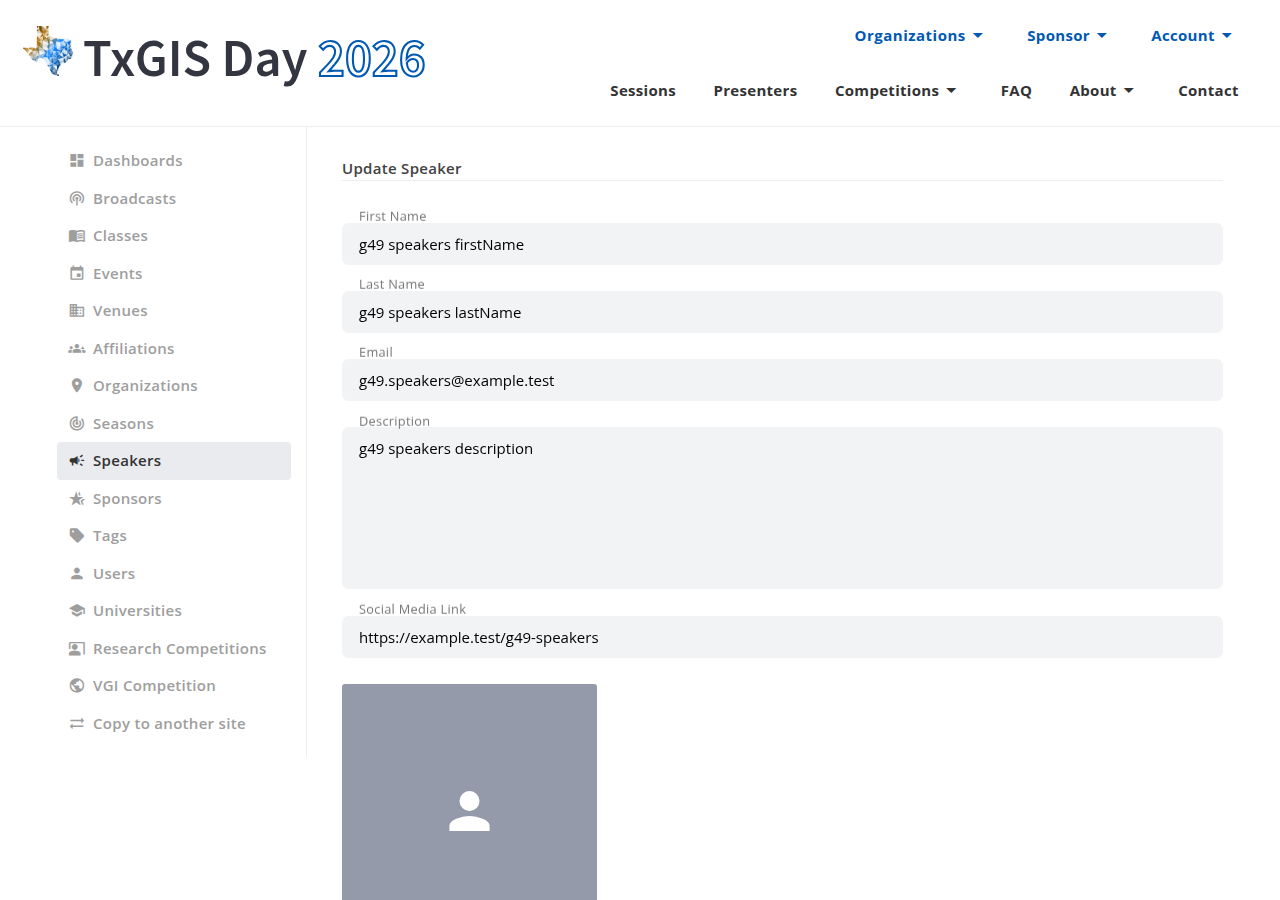 TxGIS Day 2026
Organizations Sponsor Account
Sessions Presenters Competitions FAQ About Contact
Dashboards
Broadcasts
Classes
Events
Venues
Affiliations
Organizations
Seasons
Speakers
Sponsors
Tags
Users
Universities
Research Competitions
VGI Competition
Copy to another site
Update Speaker
First Name
g49 speakers firstName
Last Name
g49 speakers lastName
Email
g49.speakers@example.test
Description
g49 speakers description
Social Media Link
https://example.test/g49-speakers